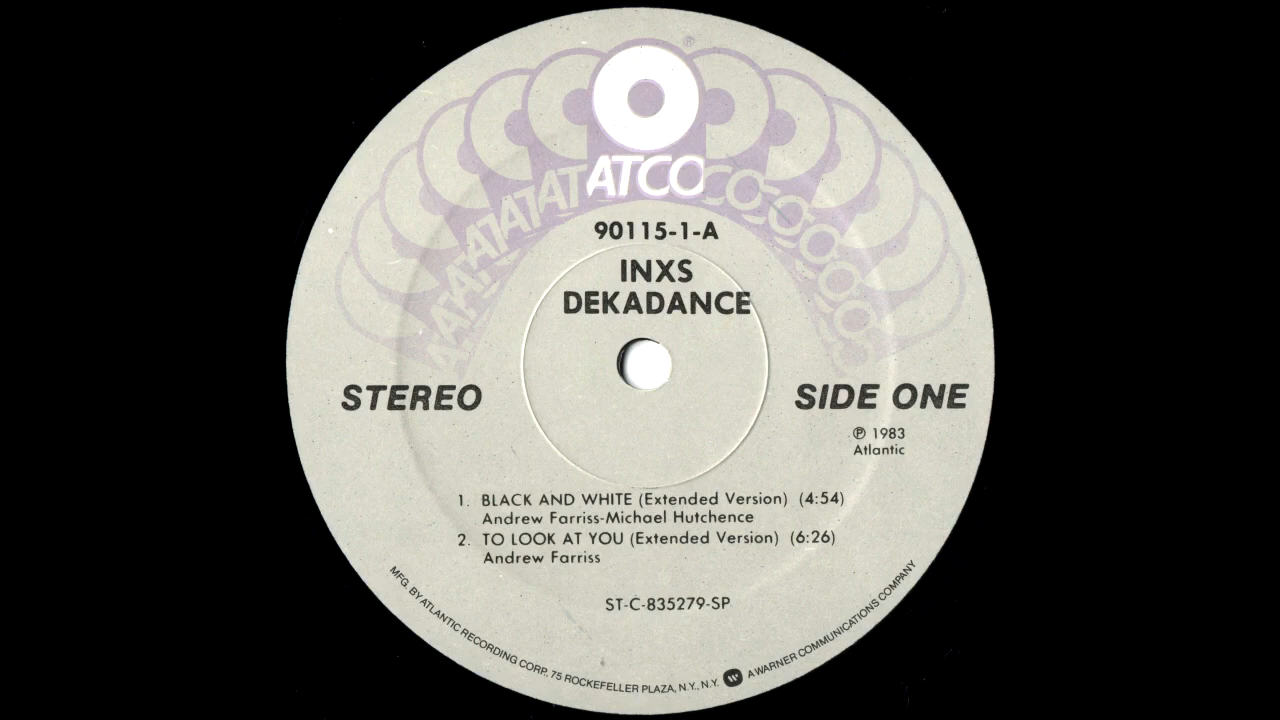 ®
ATCO
90115-1-A
INXS
DEKADANCE
STEREO
SIDE ONE
℗ 1983
Atlantic
1. BLACK AND WHITE (Extended Version) (4:54)
Andrew Farriss-Michael Hutchence
2. TO LOOK AT YOU (Extended Version) (6:26)
Andrew Farriss
ST-C-835279-SP
MFG. BY ATLANTIC RECORDING CORP., 75 ROCKEFELLER PLAZA, N.Y., N.Y. W A WARNER COMMUNICATIONS COMPANY